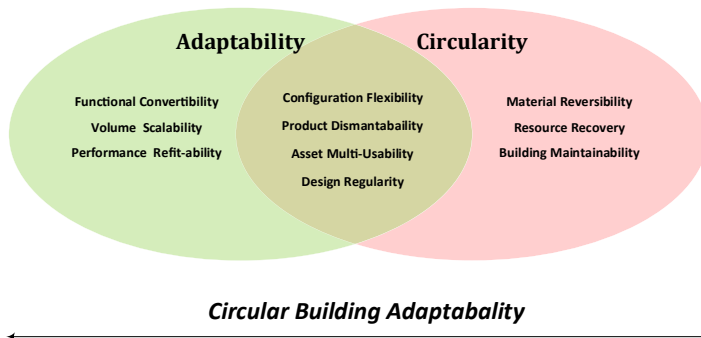 Adaptability
Circularity
Functional Convertibility
Volume Scalability
Performance Refit-ability
Configuration Flexibility
Product Dismantabaility
Asset Multi-Usability
Design Regularity
Material Reversibility
Resource Recovery
Building Maintainability
Circular Building Adaptabality